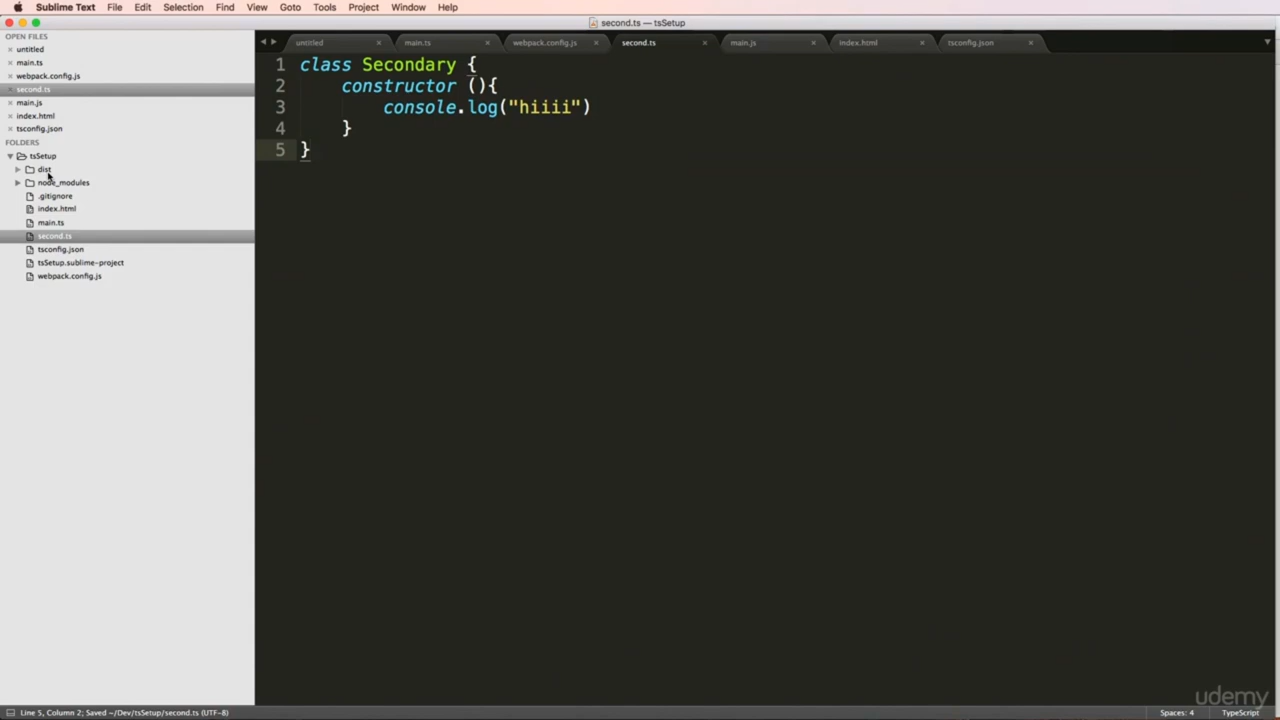 Sublime Text File Edit Selection Find View Goto Tools Project Window Help
second.ts — tsSetup
OPEN FILES
untitled
main.ts
webpack.config.js
second.ts
main.js
index.html
tsconfig.json
FOLDERS
tsSetup
dist
node_modules
.gitignore
index.html
main.ts
second.ts
tsconfig.json
tsSetup.sublime-project
webpack.config.js
untitled main.ts webpack.config.js second.ts main.js index.html tsconfig.json
1 class Secondary {
2 constructor (){
3 console.log("hiiii")
4 }
5 }
udemy
Line 5, Column 2; Saved ~/Dev/tsSetup/second.ts (UTF-8) Spaces: 4 TypeScript